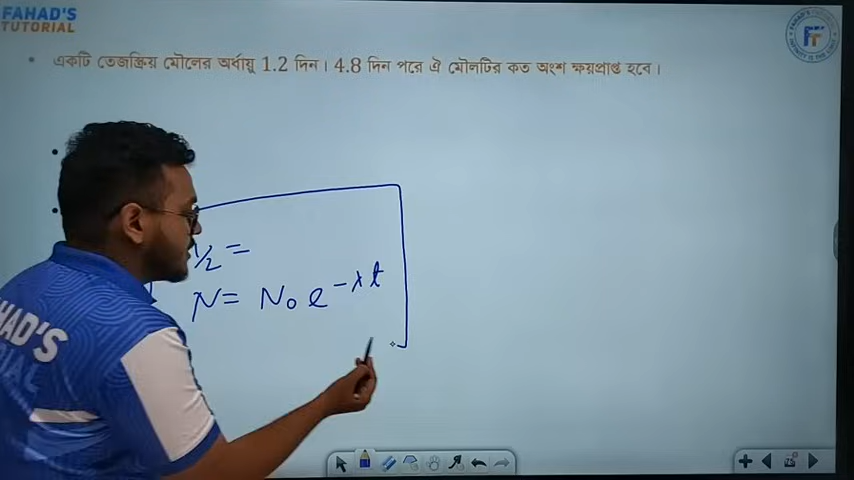 FAHAD'S
TUTORIAL
একটি তেজস্ক্রিয় মৌলের অর্ধায়ু 1.2 দিন। 4.8 দিন পরে ঐ মৌলটির কত অংশ ক্ষয়প্রাপ্ত হবে।
½ =
N = N₀ e^{-λt}
HAD'S